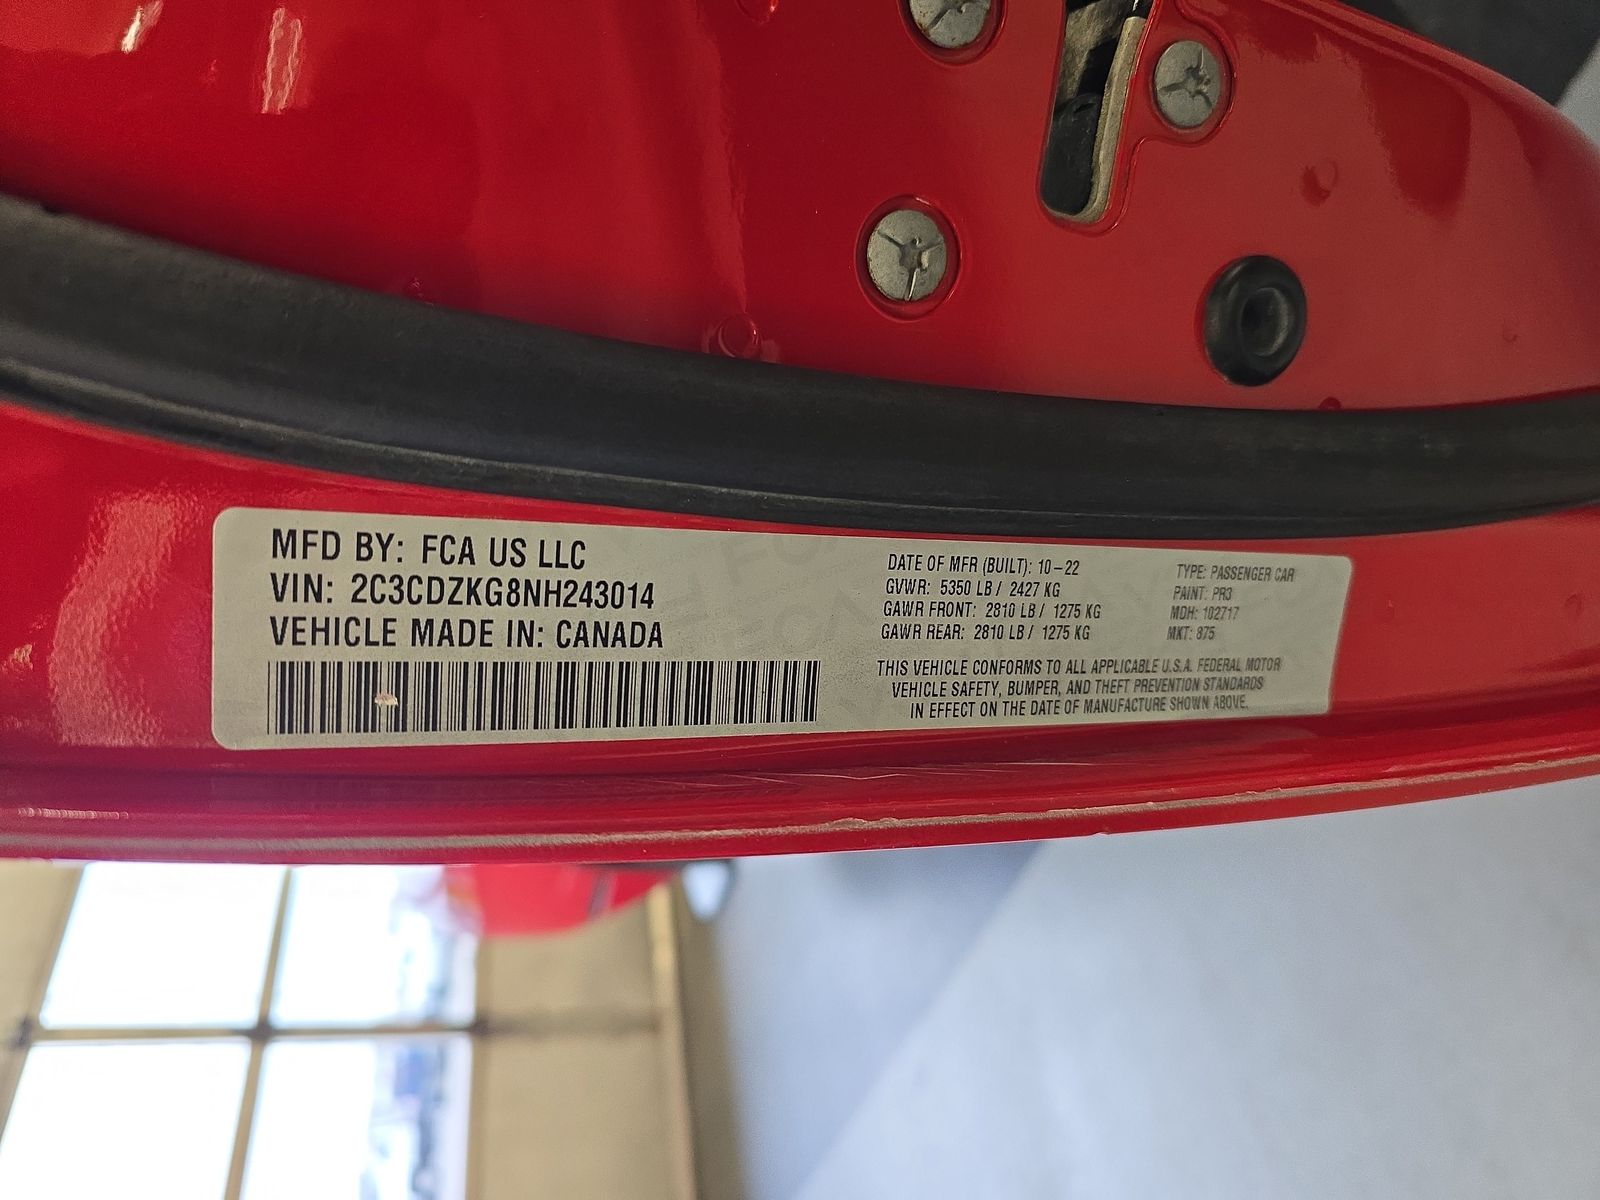 MFD BY: FCA US LLC
VIN: 2C3CDZKG8NH243014
VEHICLE MADE IN: CANADA
DATE OF MFR (BUILT): 10-22
GVWR: 5350 LB / 2427 KG
GAWR FRONT: 2810 LB / 1275 KG
GAWR REAR: 2810 LB / 1275 KG
TYPE: PASSENGER CAR
PAINT: PR3
MDH: 102717
MKT: 875
THIS VEHICLE CONFORMS TO ALL APPLICABLE U.S.A. FEDERAL MOTOR
VEHICLE SAFETY, BUMPER, AND THEFT PREVENTION STANDARDS
IN EFFECT ON THE DATE OF MANUFACTURE SHOWN ABOVE.